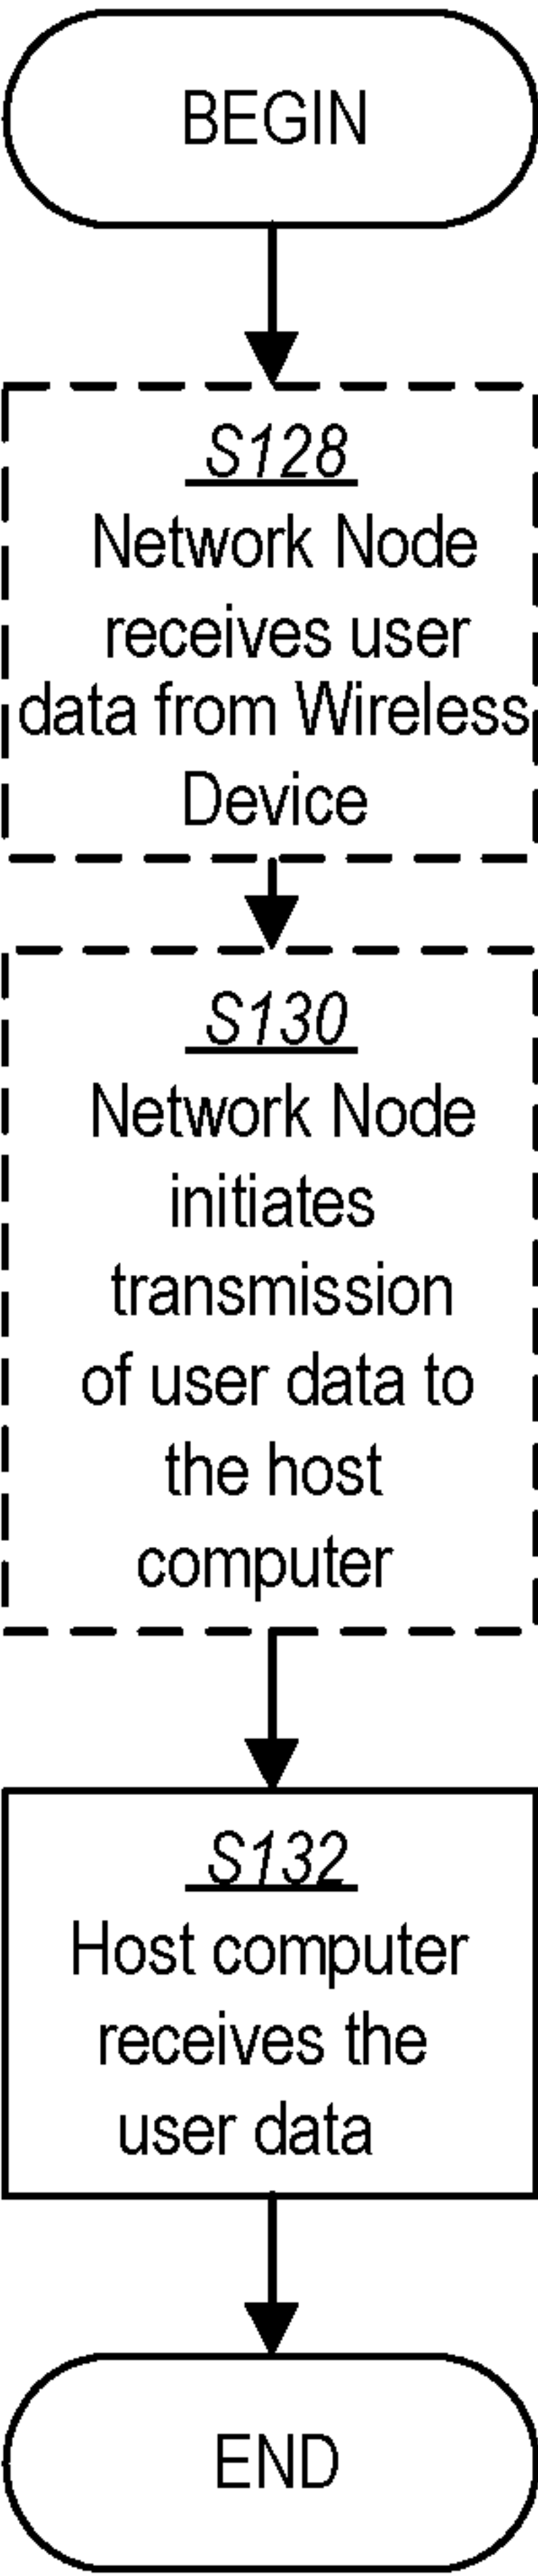 BEGIN
S128
Network Node
receives user
data from Wireless
Device
S130
Network Node
initiates
transmission
of user data to
the host
computer
S132
Host computer
receives the
user data
END